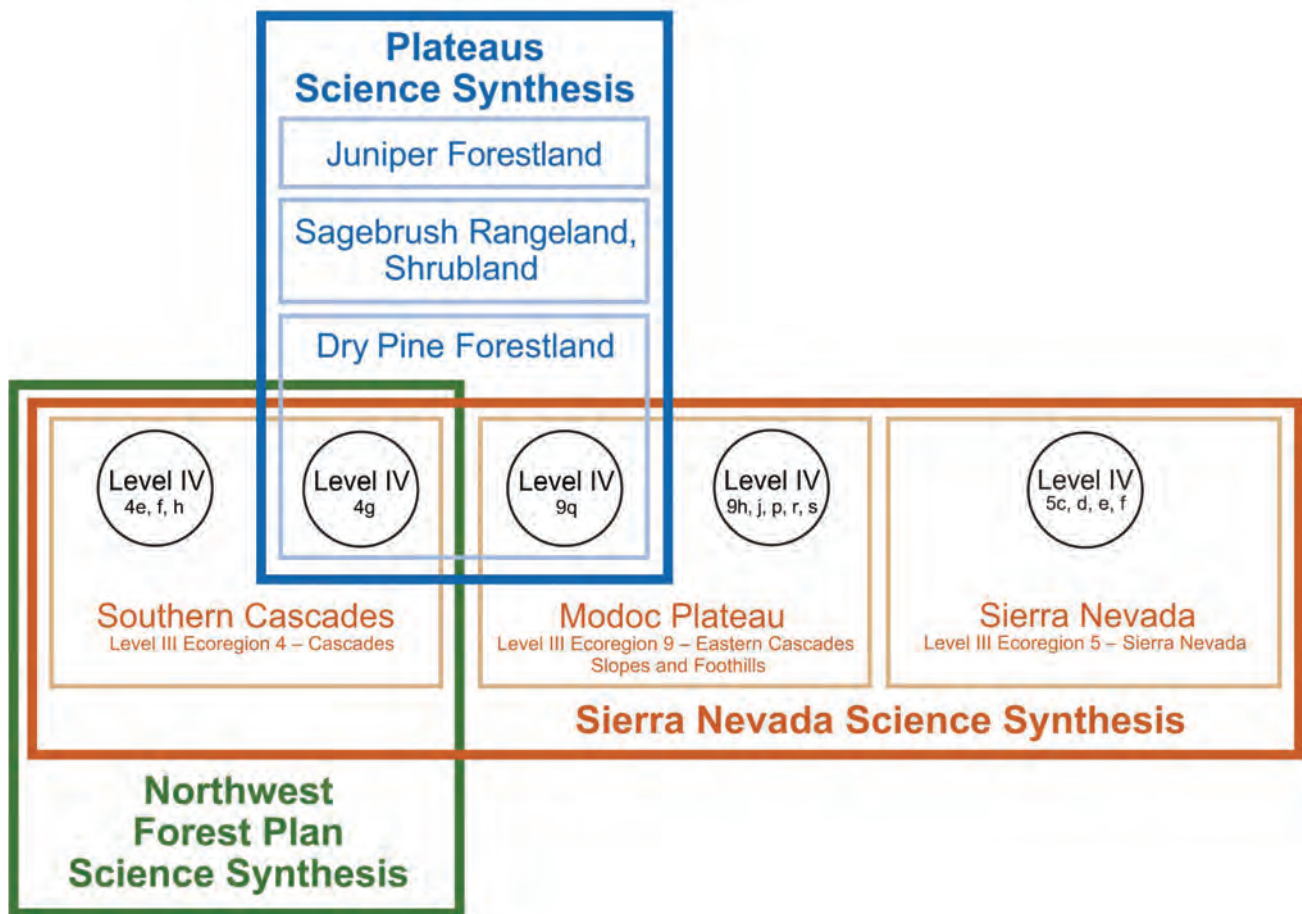 Plateaus
Science Synthesis
Juniper Forestland
Sagebrush Rangeland,
Shrubland
Dry Pine Forestland
Level IV
4e, f, h
Level IV
4g
Level IV
9q
Level IV
9h, j, p, r, s
Level IV
5c, d, e, f
Southern Cascades
Level III Ecoregion 4 – Cascades
Modoc Plateau
Level III Ecoregion 9 – Eastern Cascades
Slopes and Foothills
Sierra Nevada
Level III Ecoregion 5 – Sierra Nevada
Sierra Nevada Science Synthesis
Northwest
Forest Plan
Science Synthesis